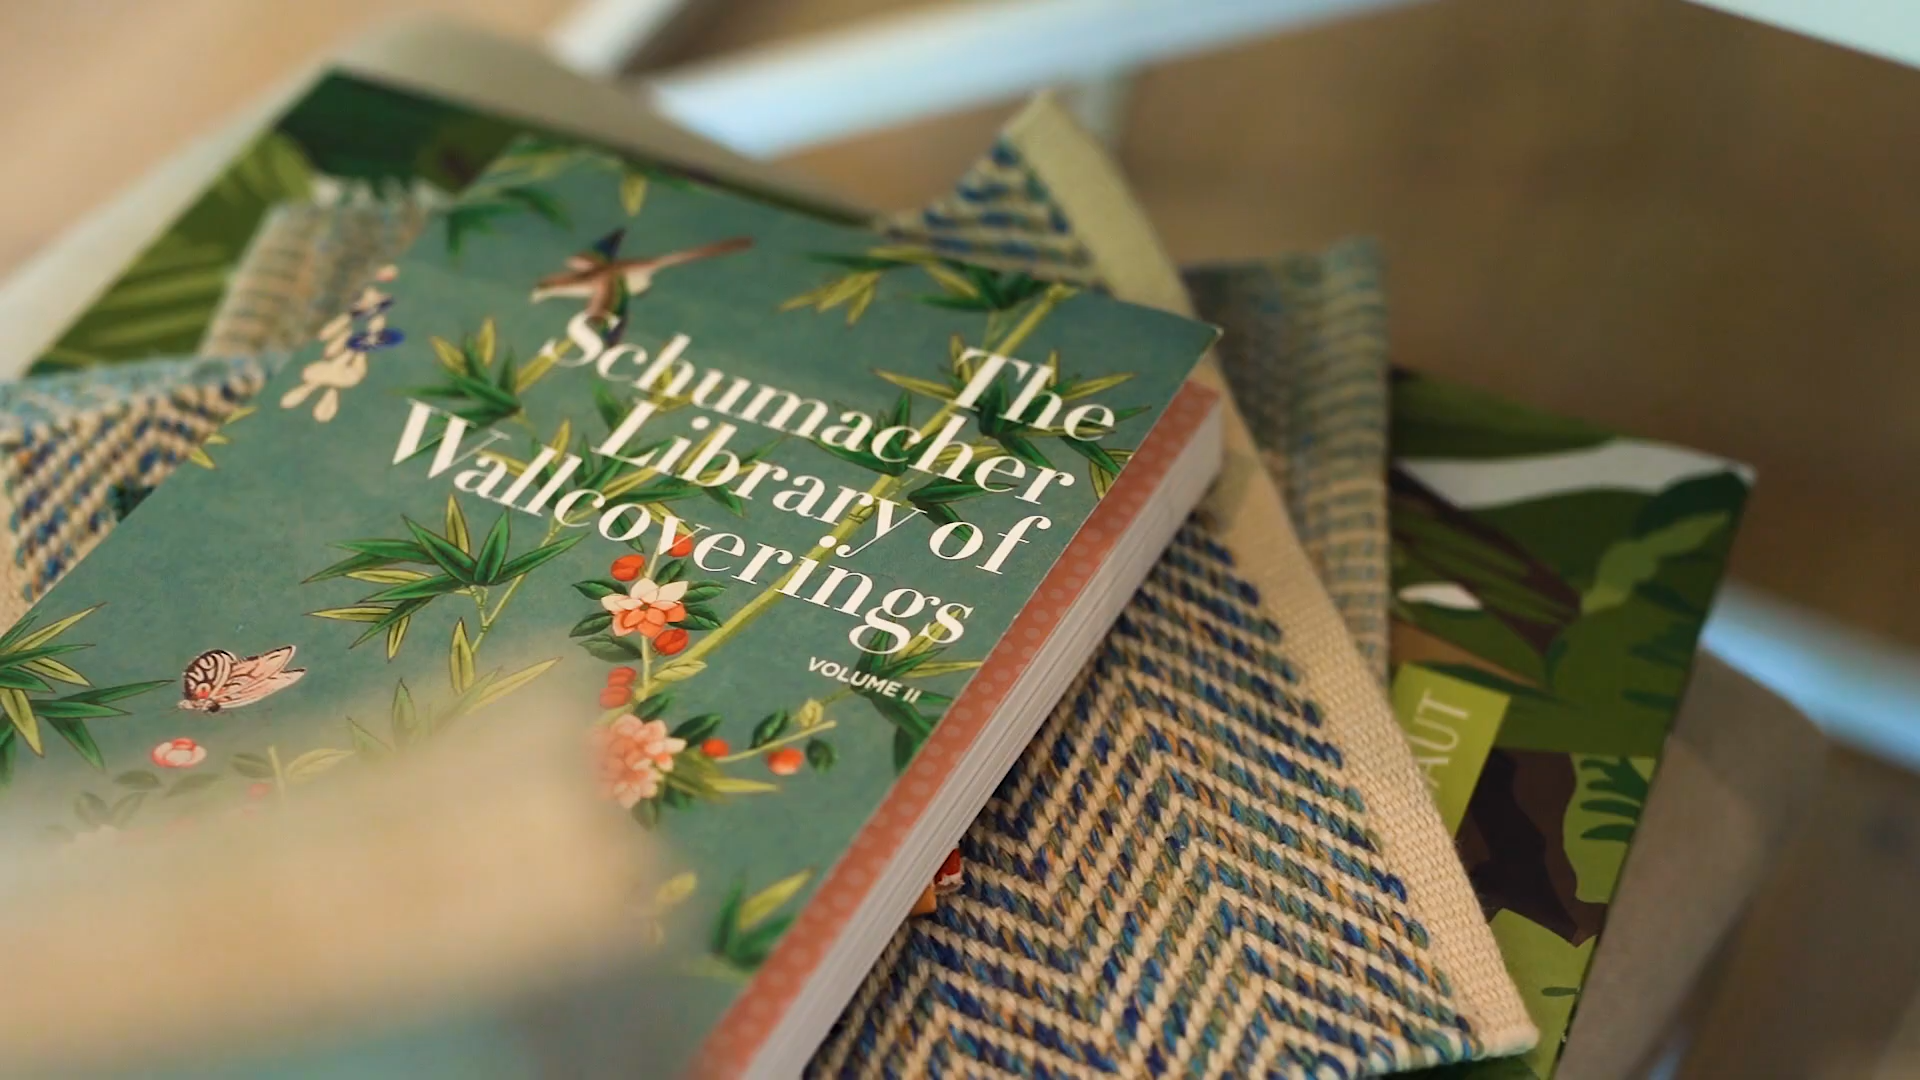 The
Schumacher
Library of
Wallcoverings
VOLUME II